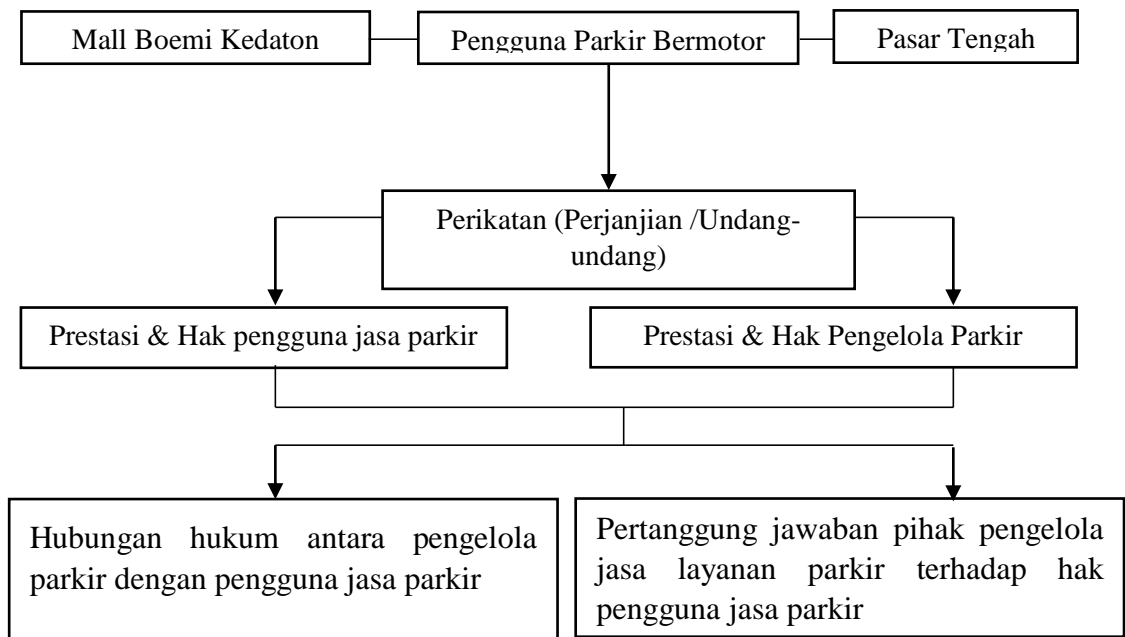 Mall Boemi Kedaton
Pengguna Parkir Bermotor
Pasar Tengah
Perikatan (Perjanjian /Undang-
undang)
Prestasi & Hak pengguna jasa parkir
Prestasi & Hak Pengelola Parkir
Hubungan hukum antara pengelola
parkir dengan pengguna jasa parkir
Pertanggung jawaban pihak pengelola
jasa layanan parkir terhadap hak
pengguna jasa parkir